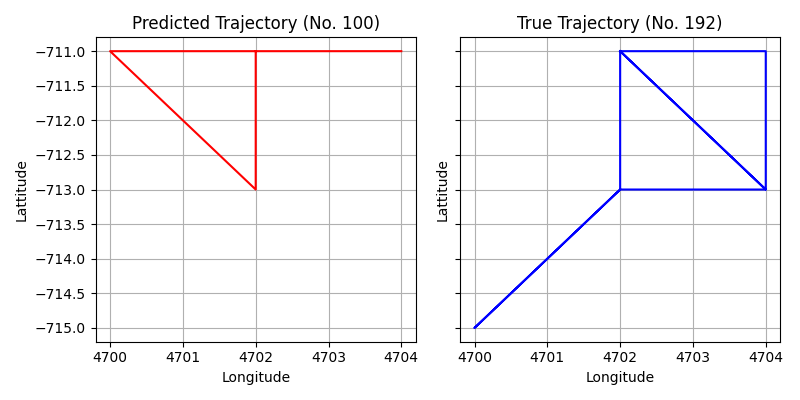 Predicted Trajectory (No. 100)
True Trajectory (No. 192)
Lattitude
−711.0
−711.5
−712.0
−712.5
−713.0
−713.5
−714.0
−714.5
−715.0
4700 4701 4702 4703 4704
Longitude
Lattitude
4700 4701 4702 4703 4704
Longitude